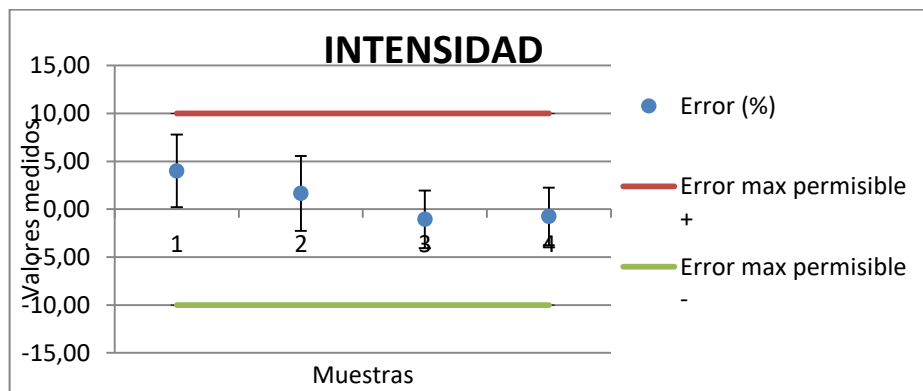 INTENSIDAD
15,00
10,00
5,00
0,00
-5,00
-10,00
-15,00
Valores medidos
1
2
3
4
Muestras
Error (%)
Error max permisible
+
Error max permisible
-